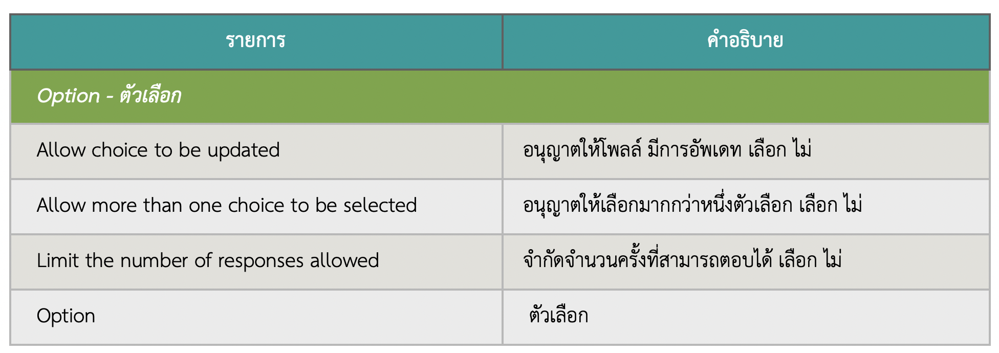 รายการ คำอธิบาย
Option - ตัวเลือก
Allow choice to be updated อนุญาตให้โพลล์ มีการอัพเดท เลือก ไม่
Allow more than one choice to be selected อนุญาตให้เลือกมากกว่าหนึ่งตัวเลือก เลือก ไม่
Limit the number of responses allowed จำกัดจำนวนครั้งที่สามารถตอบได้ เลือก ไม่
Option ตัวเลือก